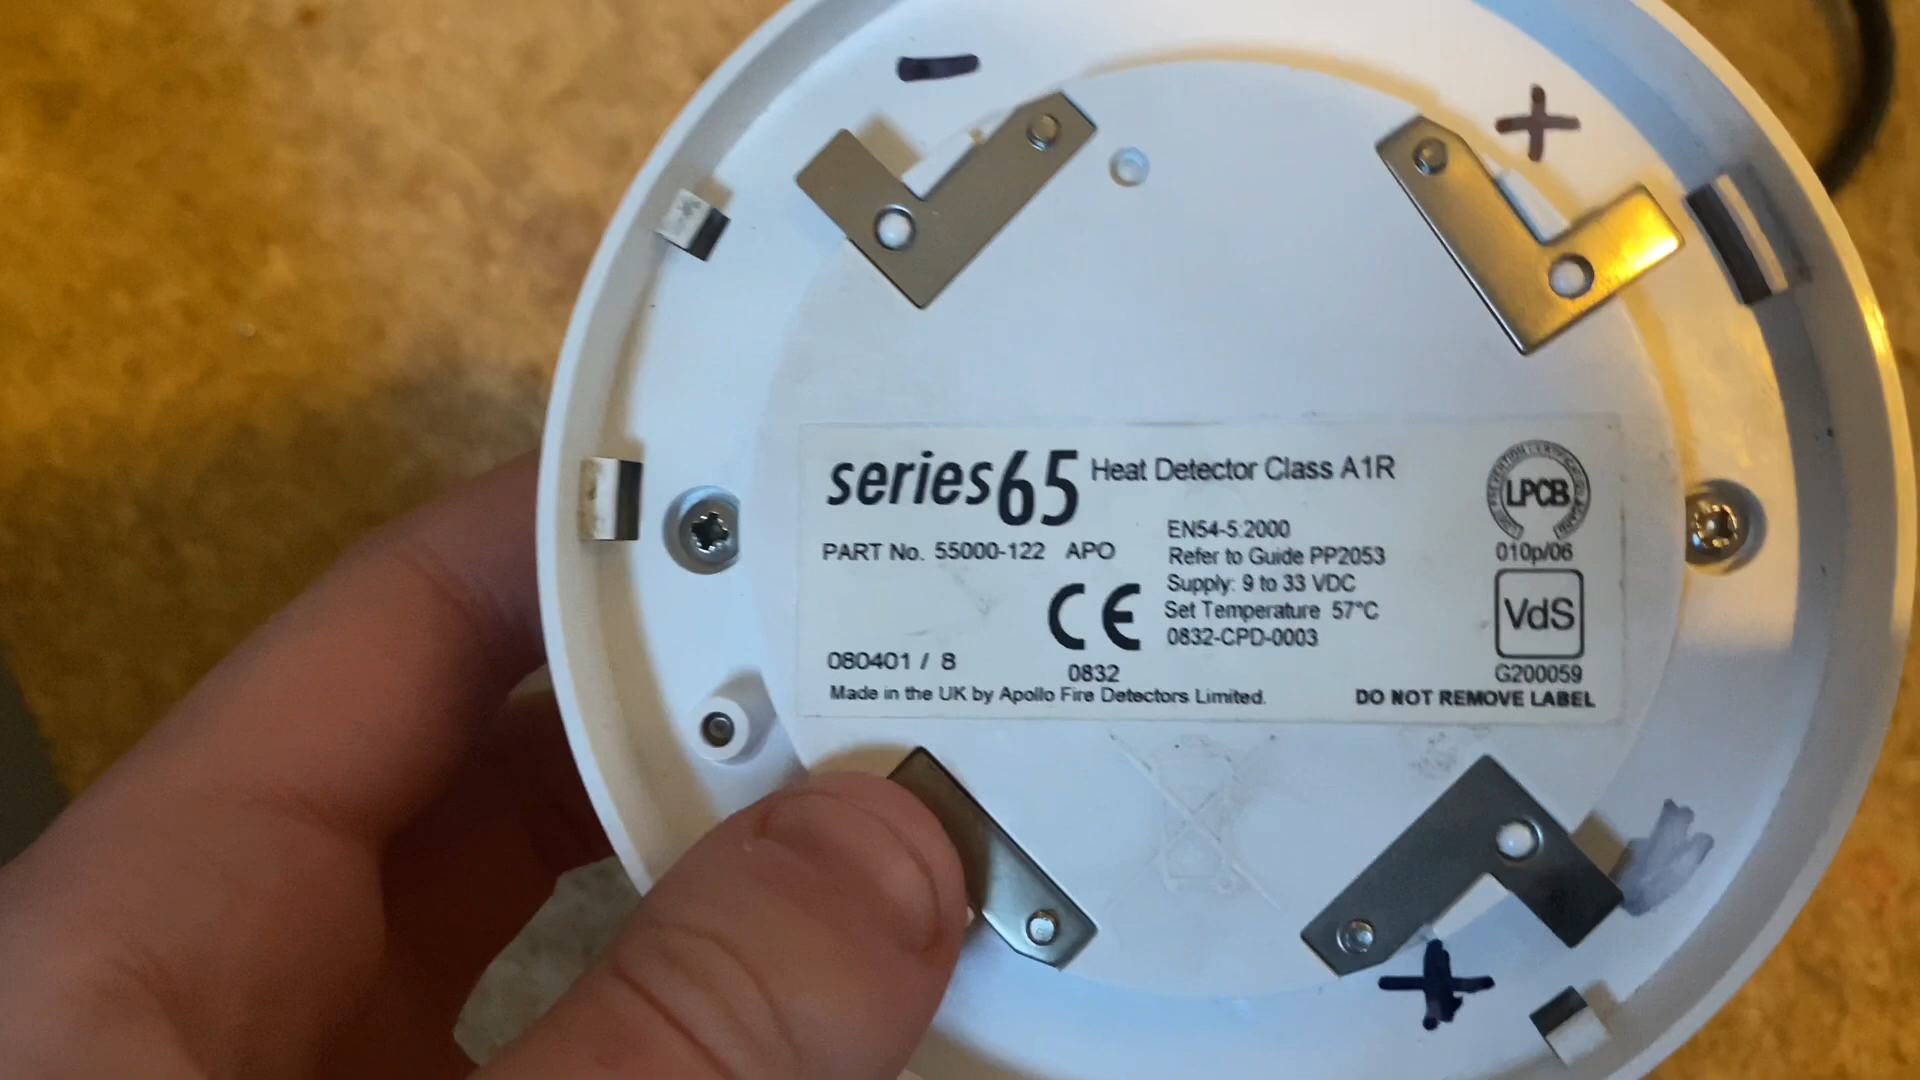 series65 Heat Detector Class A1R
PART No. 55000-122 APO
EN54-5:2000
Refer to Guide PP2053
Supply: 9 to 33 VDC
Set Temperature 57°C
0832-CPD-0003
CE
0832
080401 / 8
Made in the UK by Apollo Fire Detectors Limited.
LPCB
010p/06
VdS
G200059
DO NOT REMOVE LABEL
-
+
+